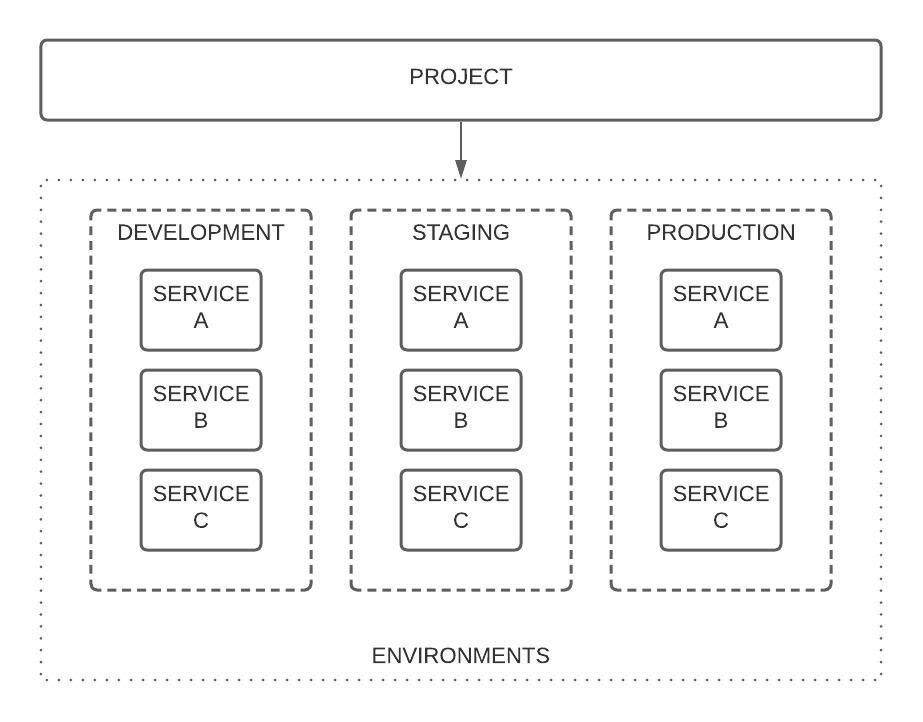 PROJECT
DEVELOPMENT
SERVICE
A
SERVICE
B
SERVICE
C
STAGING
SERVICE
A
SERVICE
B
SERVICE
C
PRODUCTION
SERVICE
A
SERVICE
B
SERVICE
C
ENVIRONMENTS